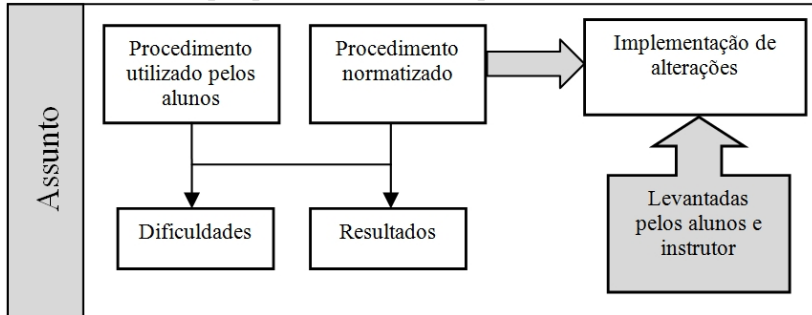 Assunto
Procedimento
utilizado pelos
alunos
Procedimento
normatizado
Implementação de
alterações
Dificuldades
Resultados
Levantadas
pelos alunos e
instrutor